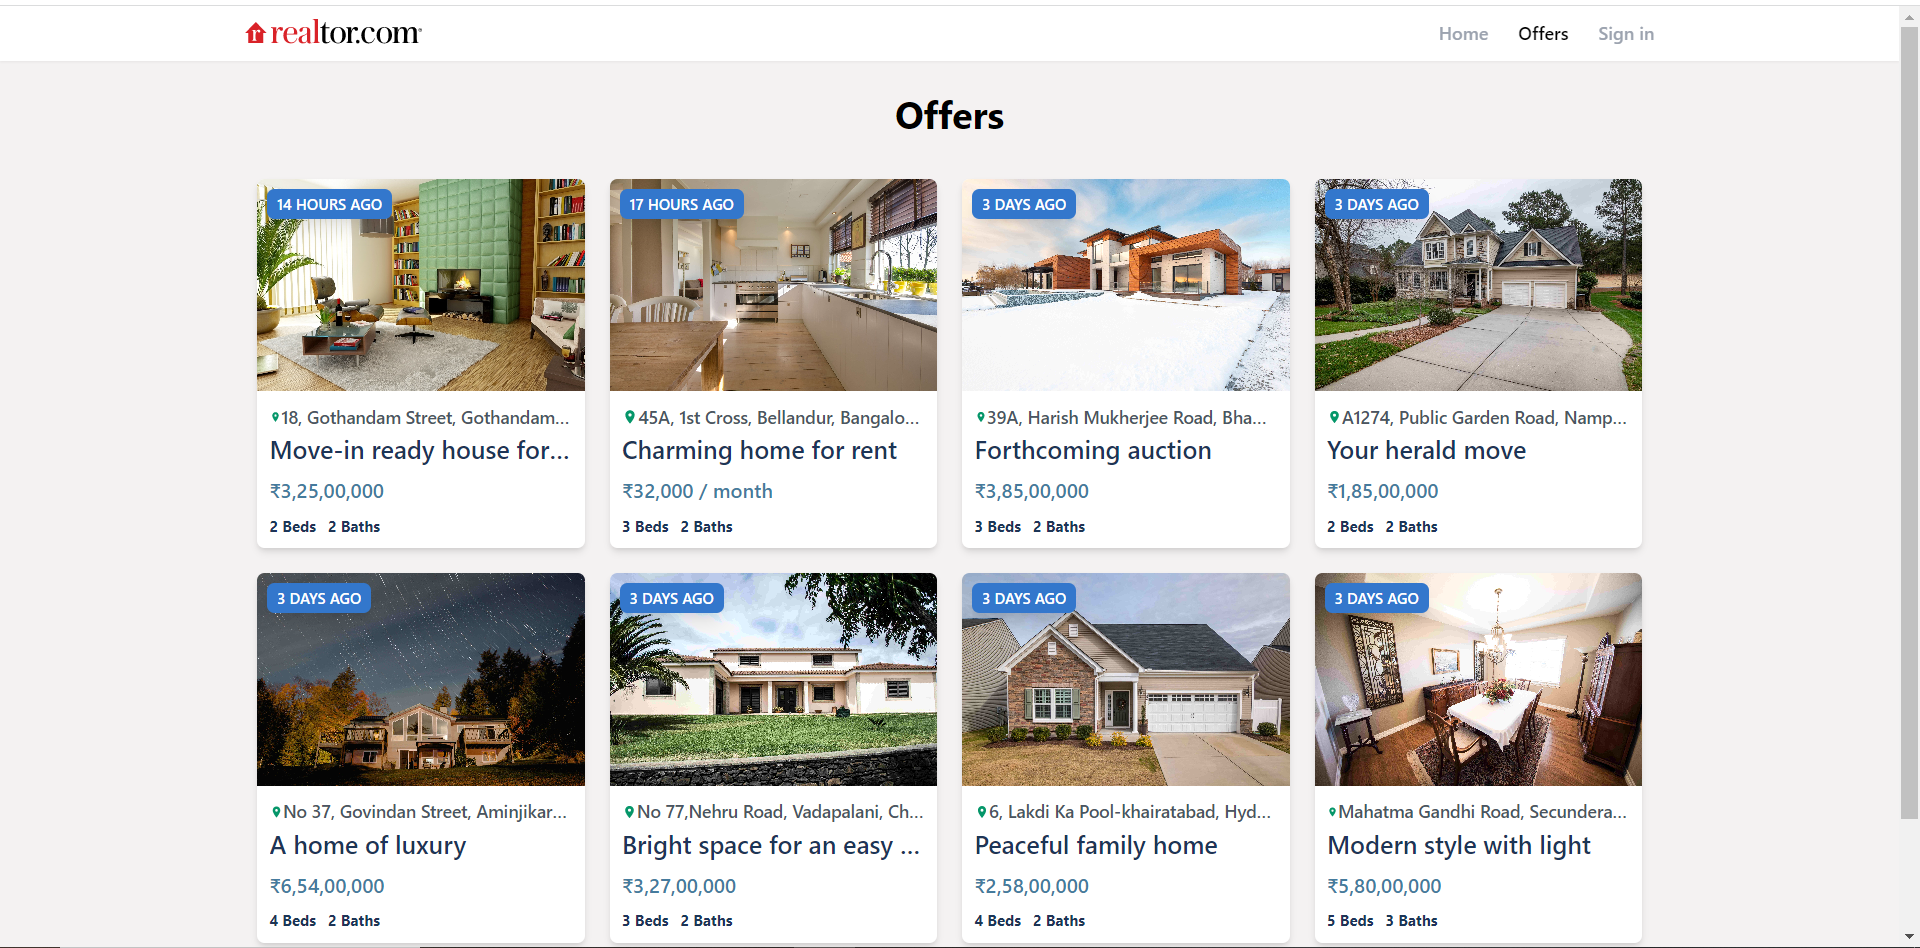 realtor.com®
Home
Offers
Sign in
Offers
14 HOURS AGO
18, Gothandam Street, Gothandam...
Move-in ready house for...
₹3,25,00,000
2 Beds 2 Baths
17 HOURS AGO
45A, 1st Cross, Bellandur, Bangalo...
Charming home for rent
₹32,000 / month
3 Beds 2 Baths
3 DAYS AGO
39A, Harish Mukherjee Road, Bha...
Forthcoming auction
₹3,85,00,000
3 Beds 2 Baths
3 DAYS AGO
A1274, Public Garden Road, Namp...
Your herald move
₹1,85,00,000
2 Beds 2 Baths
3 DAYS AGO
No 37, Govindan Street, Aminjikar...
A home of luxury
₹6,54,00,000
4 Beds 2 Baths
3 DAYS AGO
No 77,Nehru Road, Vadapalani, Ch...
Bright space for an easy ...
₹3,27,00,000
3 Beds 2 Baths
3 DAYS AGO
6, Lakdi Ka Pool-khairatabad, Hyd...
Peaceful family home
₹2,58,00,000
4 Beds 2 Baths
3 DAYS AGO
Mahatma Gandhi Road, Secundera...
Modern style with light
₹5,80,00,000
5 Beds 3 Baths